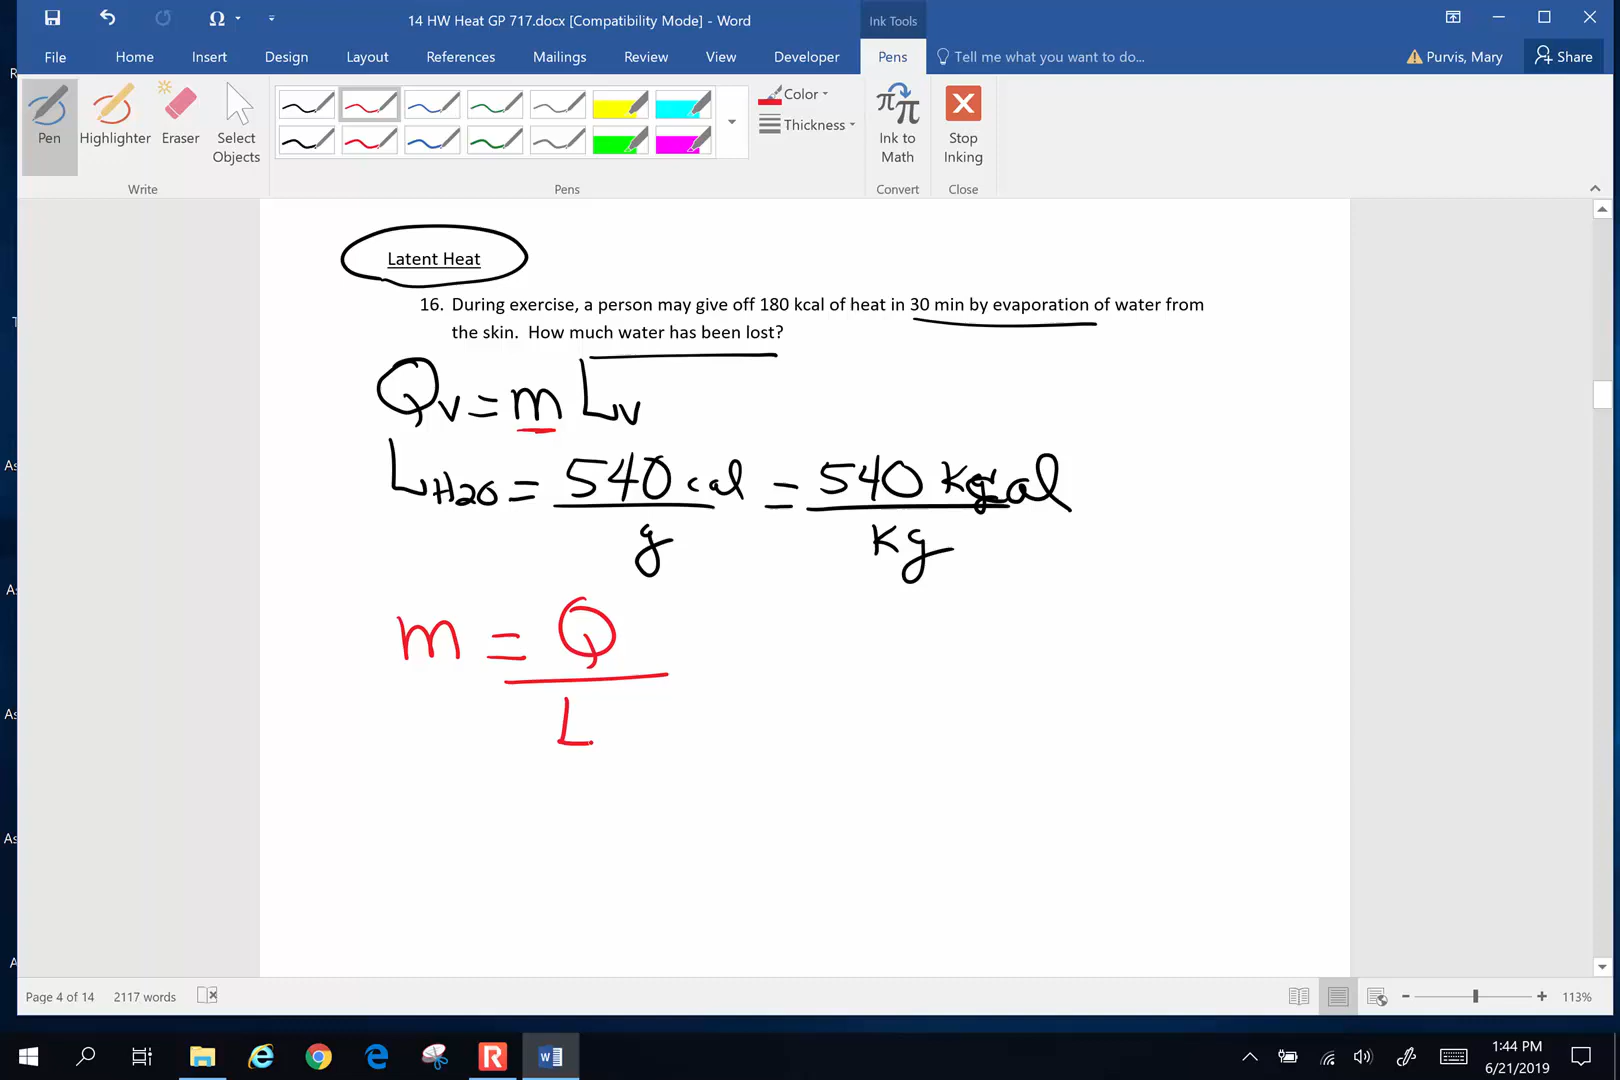 14 HW Heat GP 717.docx [Compatibility Mode] - Word
Ink Tools
File Home Insert Design Layout References Mailings Review View Developer Pens Tell me what you want to do... Purvis, Mary Share
Pen Highlighter Eraser Select Objects
Color
Thickness
Ink to Math
Stop Inking
Write Pens Convert Close
Latent Heat
16. During exercise, a person may give off 180 kcal of heat in 30 min by evaporation of water from
the skin. How much water has been lost?
Qv = m Lv
L H2O = 540 cal = 540 Kcal
g Kg
m = Q
L
Page 4 of 14 2117 words 113%
1:44 PM
6/21/2019